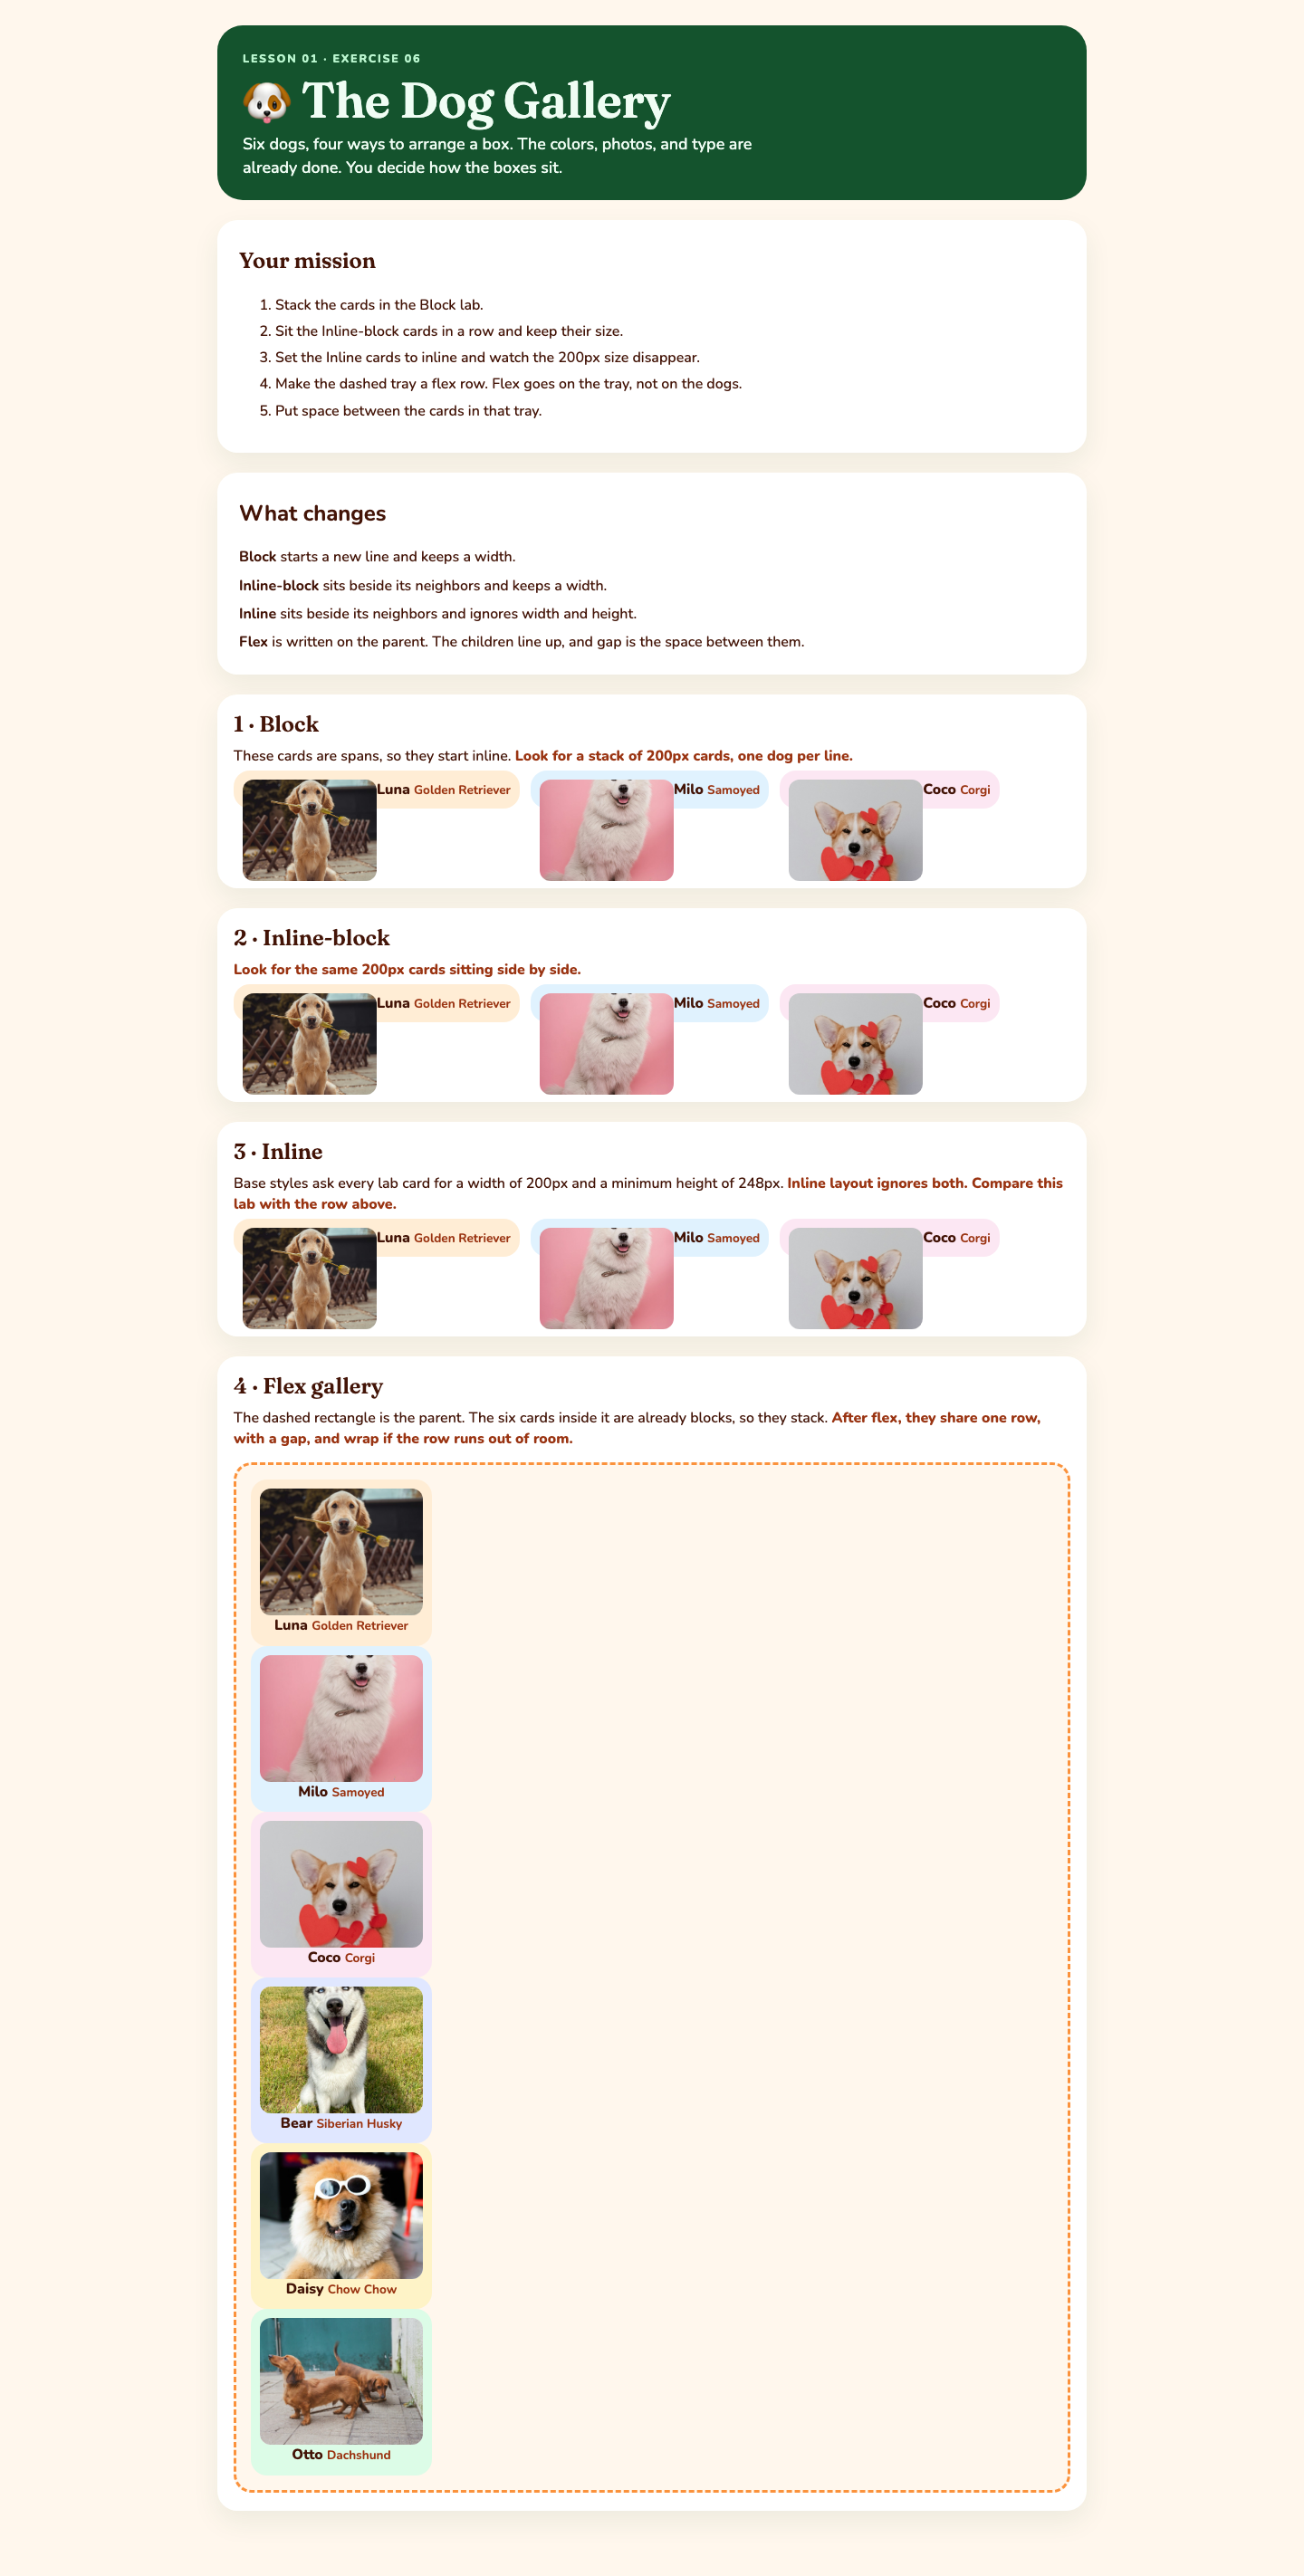 LESSON 01 · EXERCISE 06
The Dog Gallery
Six dogs, four ways to arrange a box. The colors, photos, and type are
already done. You decide how the boxes sit.
Your mission
1. Stack the cards in the Block lab.
2. Sit the Inline-block cards in a row and keep their size.
3. Set the Inline cards to inline and watch the 200px size disappear.
4. Make the dashed tray a flex row. Flex goes on the tray, not on the dogs.
5. Put space between the cards in that tray.
What changes
Block starts a new line and keeps a width.
Inline-block sits beside its neighbors and keeps a width.
Inline sits beside its neighbors and ignores width and height.
Flex is written on the parent. The children line up, and gap is the space between them.
1 · Block
These cards are spans, so they start inline. Look for a stack of 200px cards, one dog per line.
Luna Golden Retriever
Milo Samoyed
Coco Corgi
2 · Inline-block
Look for the same 200px cards sitting side by side.
Luna Golden Retriever
Milo Samoyed
Coco Corgi
3 · Inline
Base styles ask every lab card for a width of 200px and a minimum height of 248px. Inline layout ignores both. Compare this
lab with the row above.
Luna Golden Retriever
Milo Samoyed
Coco Corgi
4 · Flex gallery
The dashed rectangle is the parent. The six cards inside it are already blocks, so they stack. After flex, they share one row,
with a gap, and wrap if the row runs out of room.
Luna Golden Retriever
Milo Samoyed
Coco Corgi
Bear Siberian Husky
Daisy Chow Chow
Otto Dachshund